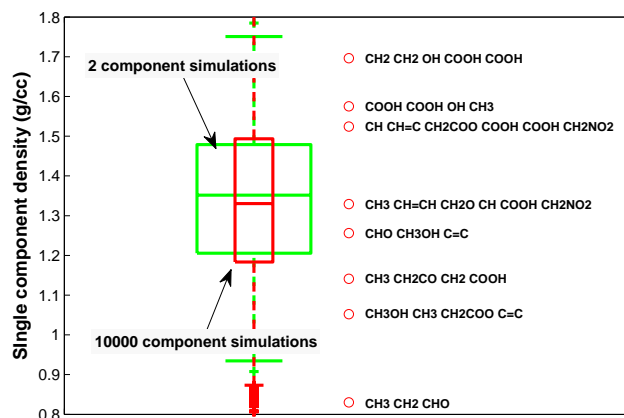 SIngle component density (g/cc)
1.8
1.7
1.6
1.5
1.4
1.3
1.2
1.1
1
0.9
0.8
2 component simulations
10000 component simulations
CH2 CH2 OH COOH COOH
COOH COOH OH CH3
CH CH=C CH2COO COOH COOH CH2NO2
CH3 CH=CH CH2O CH COOH CH2NO2
CHO CH3OH C=C
CH3 CH2CO CH2 COOH
CH3OH CH3 CH2COO C=C
CH3 CH2 CHO